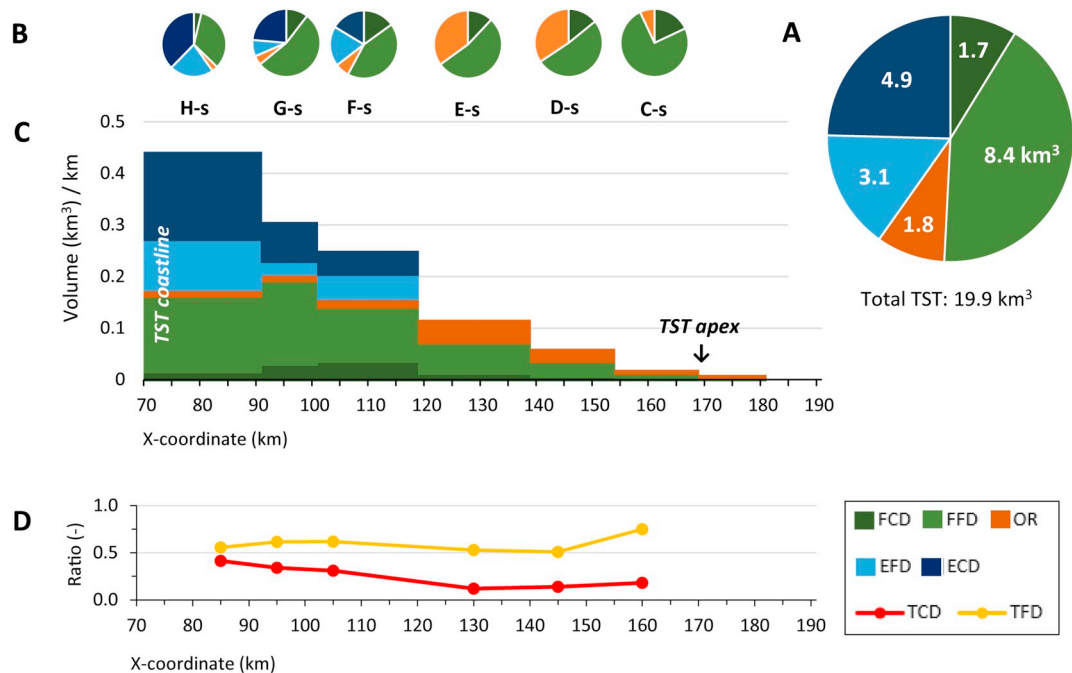 B
A
H-s G-s F-s E-s D-s C-s
1.7
4.9
8.4 km³
3.1
1.8
Total TST: 19.9 km³
C
Volume (km³) / km
0.5
0.4
0.3
0.2
0.1
0
TST coastline
TST apex
70 80 90 100 110 120 130 140 150 160 170 180 190
X-coordinate (km)
D
Ratio (-)
1.0
0.5
0.0
70 80 90 100 110 120 130 140 150 160 170 180 190
X-coordinate (km)
FCD FFD OR
EFD ECD
TCD TFD